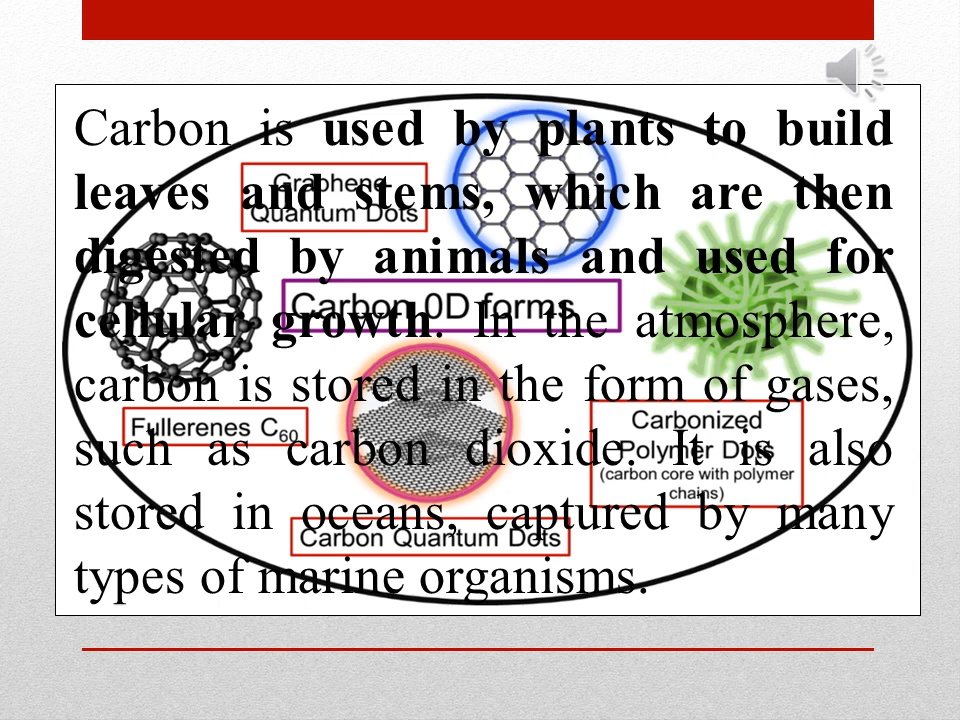 Carbon is used by plants to build
leaves and stems, which are then
digested by animals and used for
cellular growth. In the atmosphere,
carbon is stored in the form of gases,
such as carbon dioxide. It is also
stored in oceans, captured by many
types of marine organisms.
Graphene
Quantum Dots
Carbon 0D forms
Fullerenes C₆₀
Carbonized
Polymer Dots
(carbon core with polymer
chains)
Carbon Quantum Dots